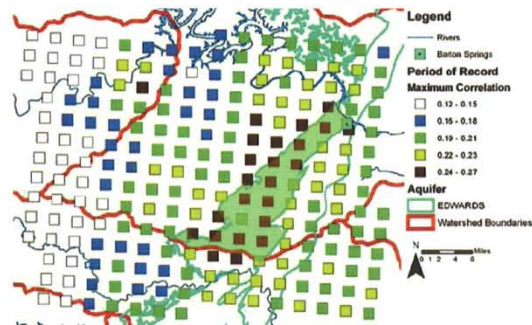 Legend
Rivers
Barton Springs
Period of Record
Maximum Correlation
0.12 - 0.15
0.15 - 0.18
0.19 - 0.21
0.22 - 0.23
0.24 - 0.27
Aquifer
EDWARDS
Watershed Boundaries
N
Miles
0 1 2 4 6